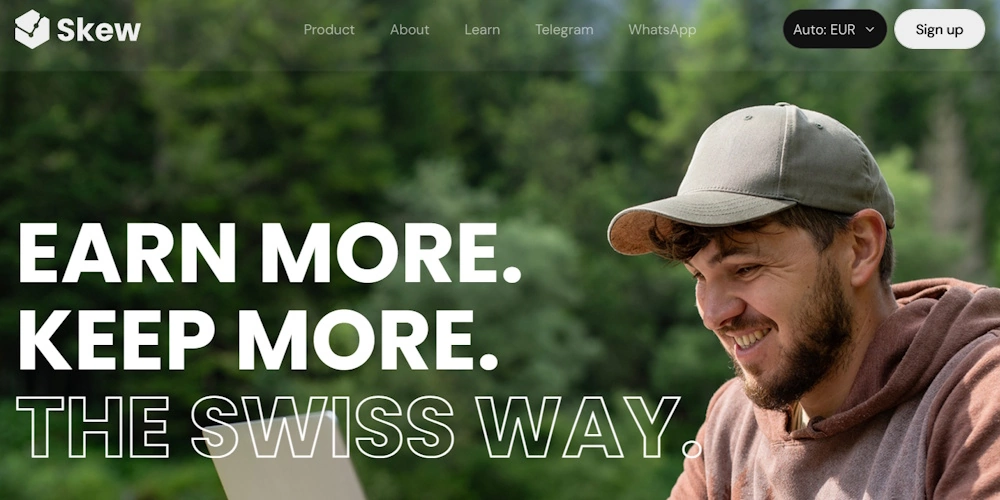 Skew
Product About Learn Telegram WhatsApp
Auto: EUR
Sign up
EARN MORE.
KEEP MORE.
THE SWISS WAY.